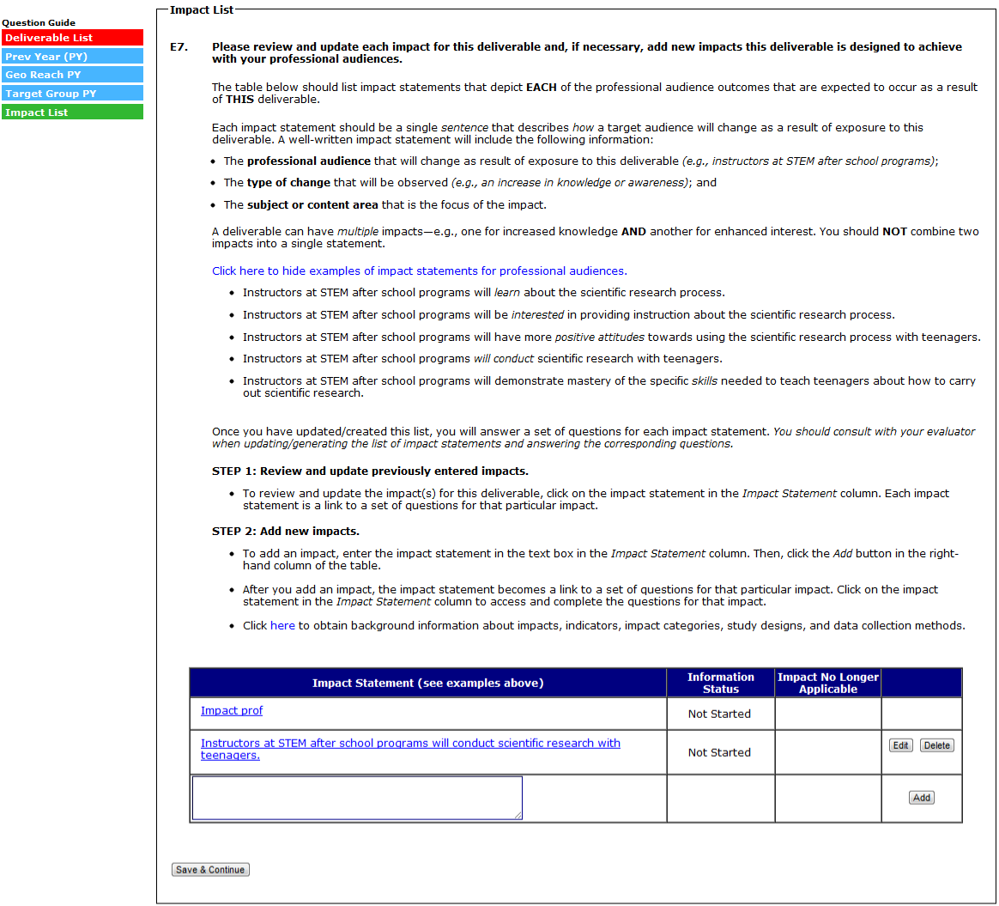 Impact List
Question Guide
Deliverable List
Prev Year (PY)
Geo Reach PY
Target Group PY
Impact List
E7. Please review and update each impact for this deliverable and, if necessary, add new impacts this deliverable is designed to achieve
with your professional audiences.
The table below should list impact statements that depict EACH of the professional audience outcomes that are expected to occur as a result
of THIS deliverable.
Each impact statement should be a single sentence that describes how a target audience will change as a result of exposure to this
deliverable. A well-written impact statement will include the following information:
• The professional audience that will change as result of exposure to this deliverable (e.g., instructors at STEM after school programs);
• The type of change that will be observed (e.g., an increase in knowledge or awareness); and
• The subject or content area that is the focus of the impact.
A deliverable can have multiple impacts—e.g., one for increased knowledge AND another for enhanced interest. You should NOT combine two
impacts into a single statement.
Click here to hide examples of impact statements for professional audiences.
• Instructors at STEM after school programs will learn about the scientific research process.
• Instructors at STEM after school programs will be interested in providing instruction about the scientific research process.
• Instructors at STEM after school programs will have more positive attitudes towards using the scientific research process with teenagers.
• Instructors at STEM after school programs will conduct scientific research with teenagers.
• Instructors at STEM after school programs will demonstrate mastery of the specific skills needed to teach teenagers about how to carry
out scientific research.
Once you have updated/created this list, you will answer a set of questions for each impact statement. You should consult with your evaluator
when updating/generating the list of impact statements and answering the corresponding questions.
STEP 1: Review and update previously entered impacts.
• To review and update the impact(s) for this deliverable, click on the impact statement in the Impact Statement column. Each impact
statement is a link to a set of questions for that particular impact.
STEP 2: Add new impacts.
• To add an impact, enter the impact statement in the text box in the Impact Statement column. Then, click the Add button in the right-
hand column of the table.
• After you add an impact, the impact statement becomes a link to a set of questions for that particular impact. Click on the impact
statement in the Impact Statement column to access and complete the questions for that impact.
• Click here to obtain background information about impacts, indicators, impact categories, study designs, and data collection methods.
Impact Statement (see examples above)
Information
Status
Impact No Longer
Applicable
Impact prof
Not Started
Instructors at STEM after school programs will conduct scientific research with
teenagers.
Not Started
Edit Delete
Add
Save & Continue